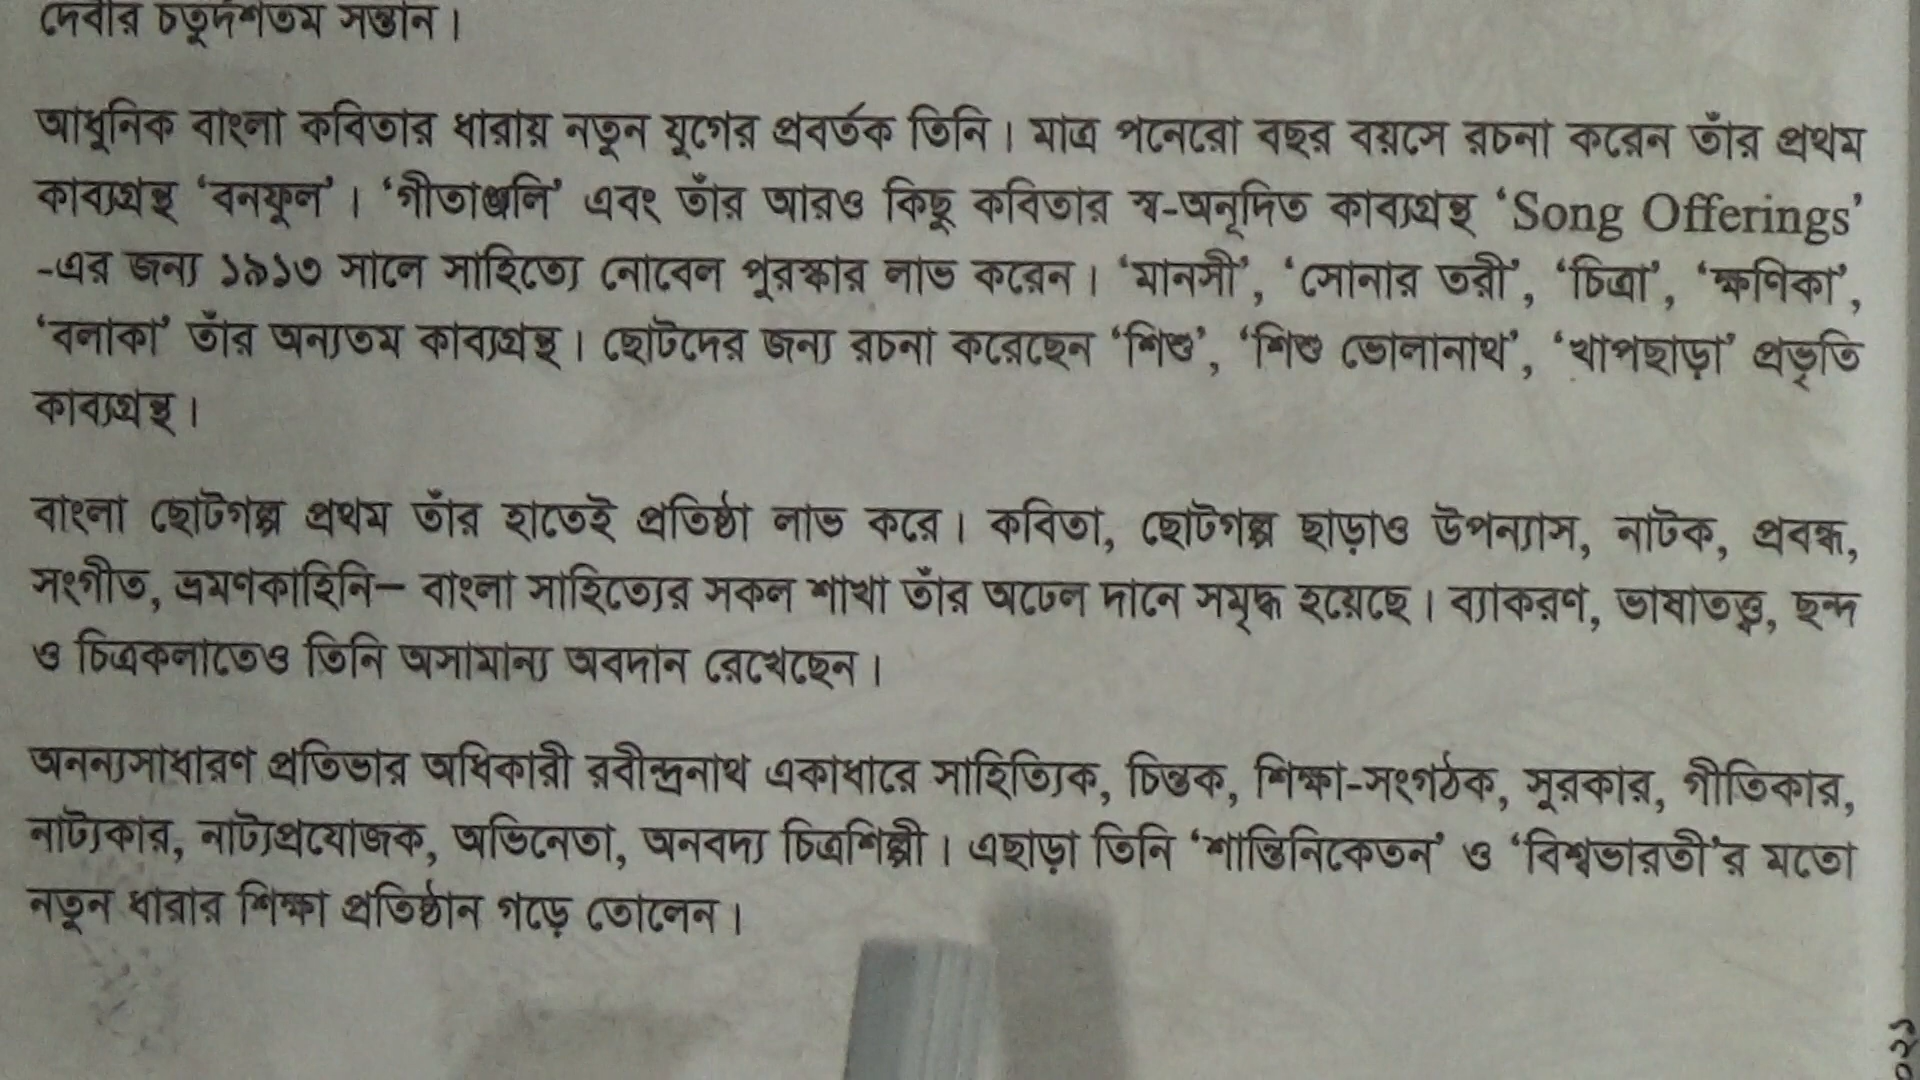 দেবীর চতুর্দশতম সন্তান।
আধুনিক বাংলা কবিতার ধারায় নতুন যুগের প্রবর্তক তিনি। মাত্র পনেরো বছর বয়সে রচনা করেন তাঁর প্রথম
কাব্যগ্রন্থ ‘বনফুল’। ‘গীতাঞ্জলি’ এবং তাঁর আরও কিছু কবিতার স্ব-অনূদিত কাব্যগ্রন্থ ‘Song Offerings’
-এর জন্য ১৯১৩ সালে সাহিত্যে নোবেল পুরস্কার লাভ করেন। ‘মানসী’, ‘সোনার তরী’, ‘চিত্রা’, ‘ক্ষণিকা’,
‘বলাকা’ তাঁর অন্যতম কাব্যগ্রন্থ। ছোটদের জন্য রচনা করেছেন ‘শিশু’, ‘শিশু ভোলানাথ’, ‘খাপছাড়া’ প্রভৃতি
কাব্যগ্রন্থ।
বাংলা ছোটগল্প প্রথম তাঁর হাতেই প্রতিষ্ঠা লাভ করে। কবিতা, ছোটগল্প ছাড়াও উপন্যাস, নাটক, প্রবন্ধ,
সংগীত, ভ্রমণকাহিনি– বাংলা সাহিত্যের সকল শাখা তাঁর অঢেল দানে সমৃদ্ধ হয়েছে। ব্যাকরণ, ভাষাতত্ত্ব, ছন্দ
ও চিত্রকলাতেও তিনি অসামান্য অবদান রেখেছেন।
অনন্যসাধারণ প্রতিভার অধিকারী রবীন্দ্রনাথ একাধারে সাহিত্যিক, চিন্তক, শিক্ষা-সংগঠক, সুরকার, গীতিকার,
নাট্যকার, নাট্যপ্রযোজক, অভিনেতা, অনবদ্য চিত্রশিল্পী। এছাড়া তিনি ‘শান্তিনিকেতন’ ও ‘বিশ্বভারতী’র মতো
নতুন ধারার শিক্ষা প্রতিষ্ঠান গড়ে তোলেন।